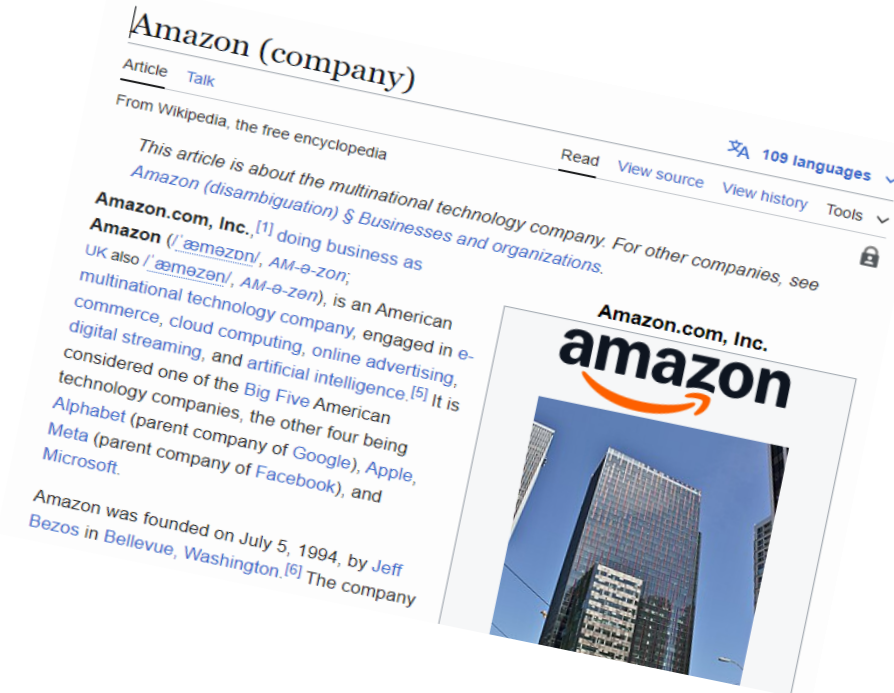 Amazon (company)
Article Talk
109 languages
From Wikipedia, the free encyclopedia
Read View source View history Tools
This article is about the multinational technology company. For other companies, see
Amazon (disambiguation) § Businesses and organizations.
Amazon.com, Inc.,[1] doing business as
Amazon (/ˈæməzɒn/, AM-ə-zon;
UK also /ˈæməzən/, AM-ə-zən), is an American
multinational technology company, engaged in e-
commerce, cloud computing, online advertising,
digital streaming, and artificial intelligence.[5] It is
considered one of the Big Five American
technology companies, the other four being
Alphabet (parent company of Google), Apple,
Meta (parent company of Facebook), and
Microsoft.
Amazon was founded on July 5, 1994, by Jeff
Bezos in Bellevue, Washington.[6] The company
Amazon.com, Inc.
amazon